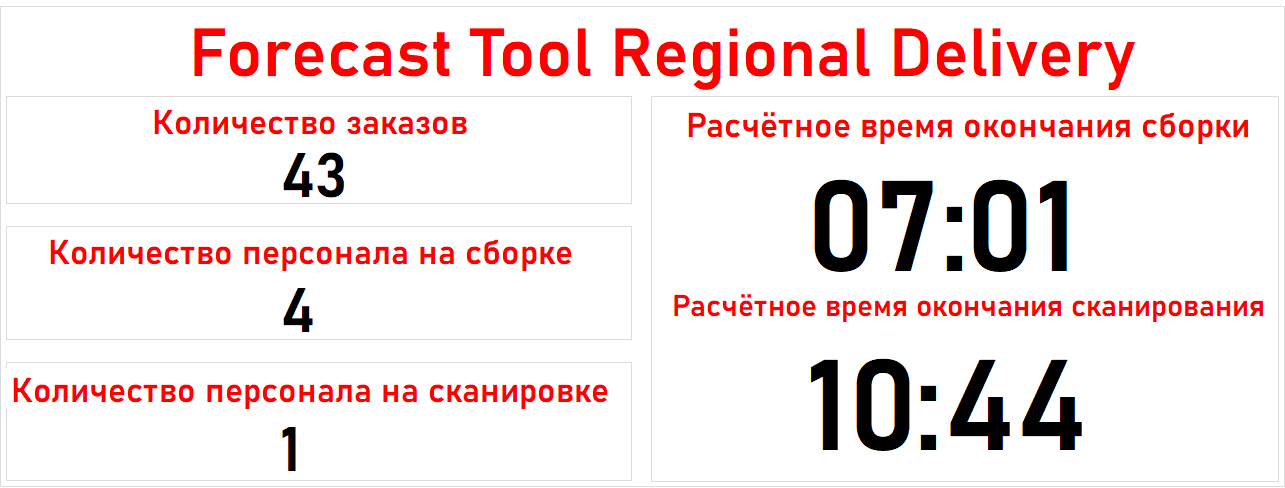 Forecast Tool Regional Delivery
Количество заказов
43
Количество персонала на сборке
4
Количество персонала на сканировке
1
Расчётное время окончания сборки
07:01
Расчётное время окончания сканирования
10:44